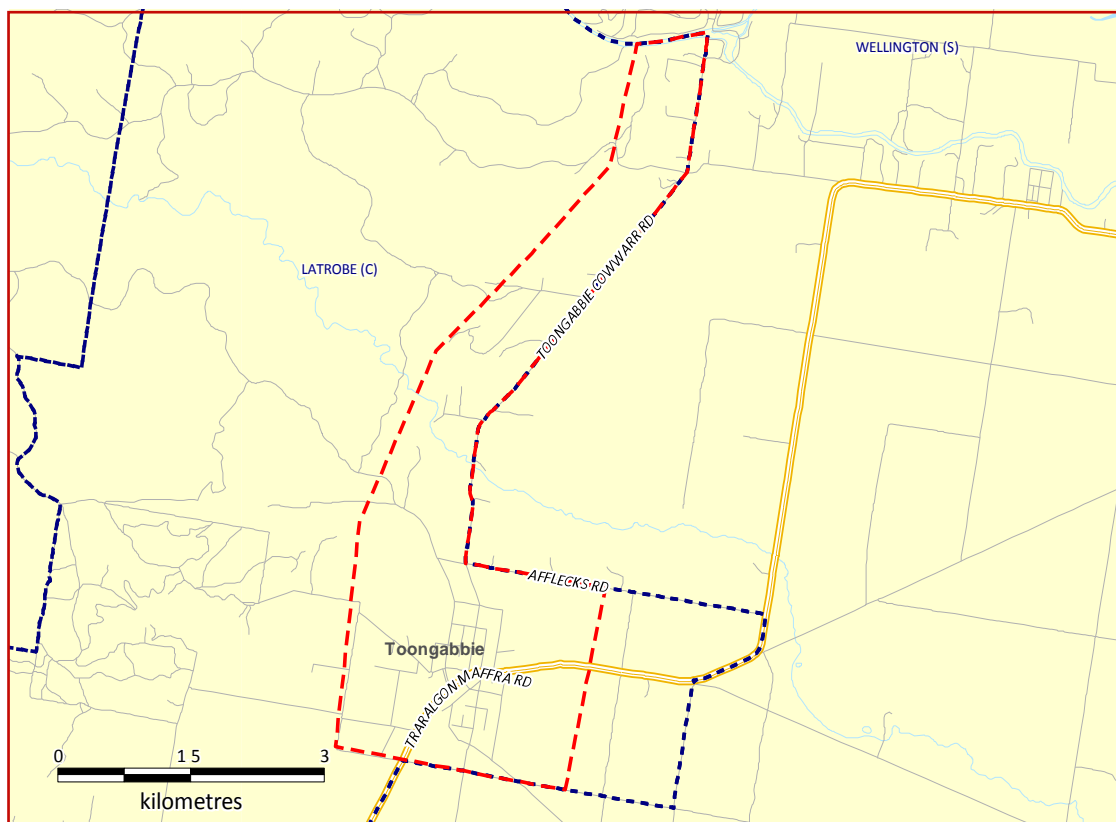 WELLINGTON (S)
LATROBE (C)
TOONGABBIE COWWARR RD
AFFLECKS RD
Toongabbie
TRARALGON MAFFRA RD
0 1 5 3
kilometres